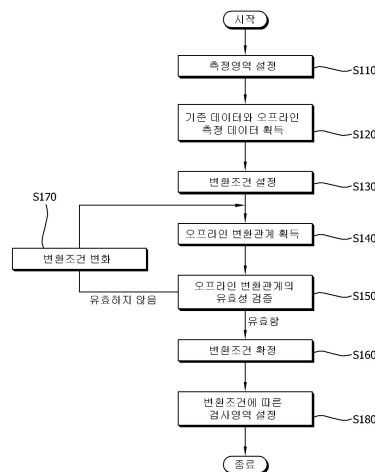 시작
측정영역 설정
S110
기준 데이터와 오프라인
측정 데이터 획득
S120
변환조건 설정
S130
S170
오프라인 변환관계 획득
S140
변환조건 변화
오프라인 변환관계의
유효성 검증
S150
유효하지 않음
유효함
변환조건 확정
S160
변환조건에 따른
검사영역 설정
S180
종료